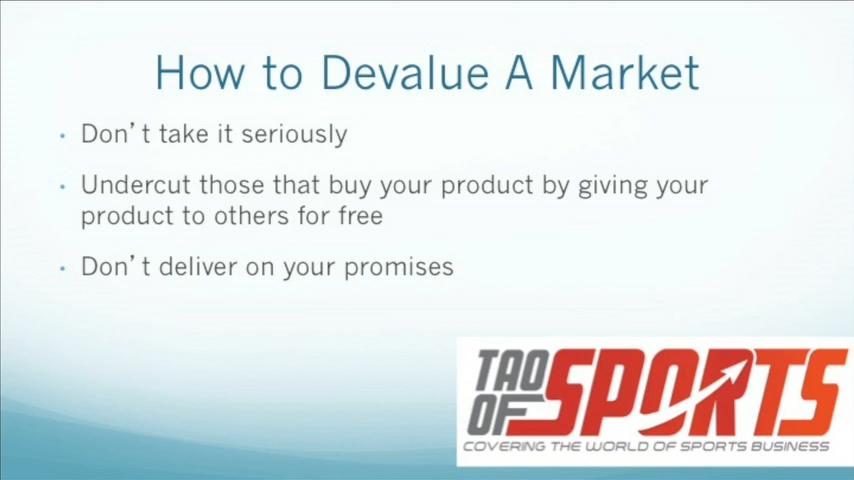 How to Devalue A Market
• Don't take it seriously
• Undercut those that buy your product by giving your
product to others for free
• Don't deliver on your promises
TAO
OF
SPORTS
COVERING THE WORLD OF SPORTS BUSINESS